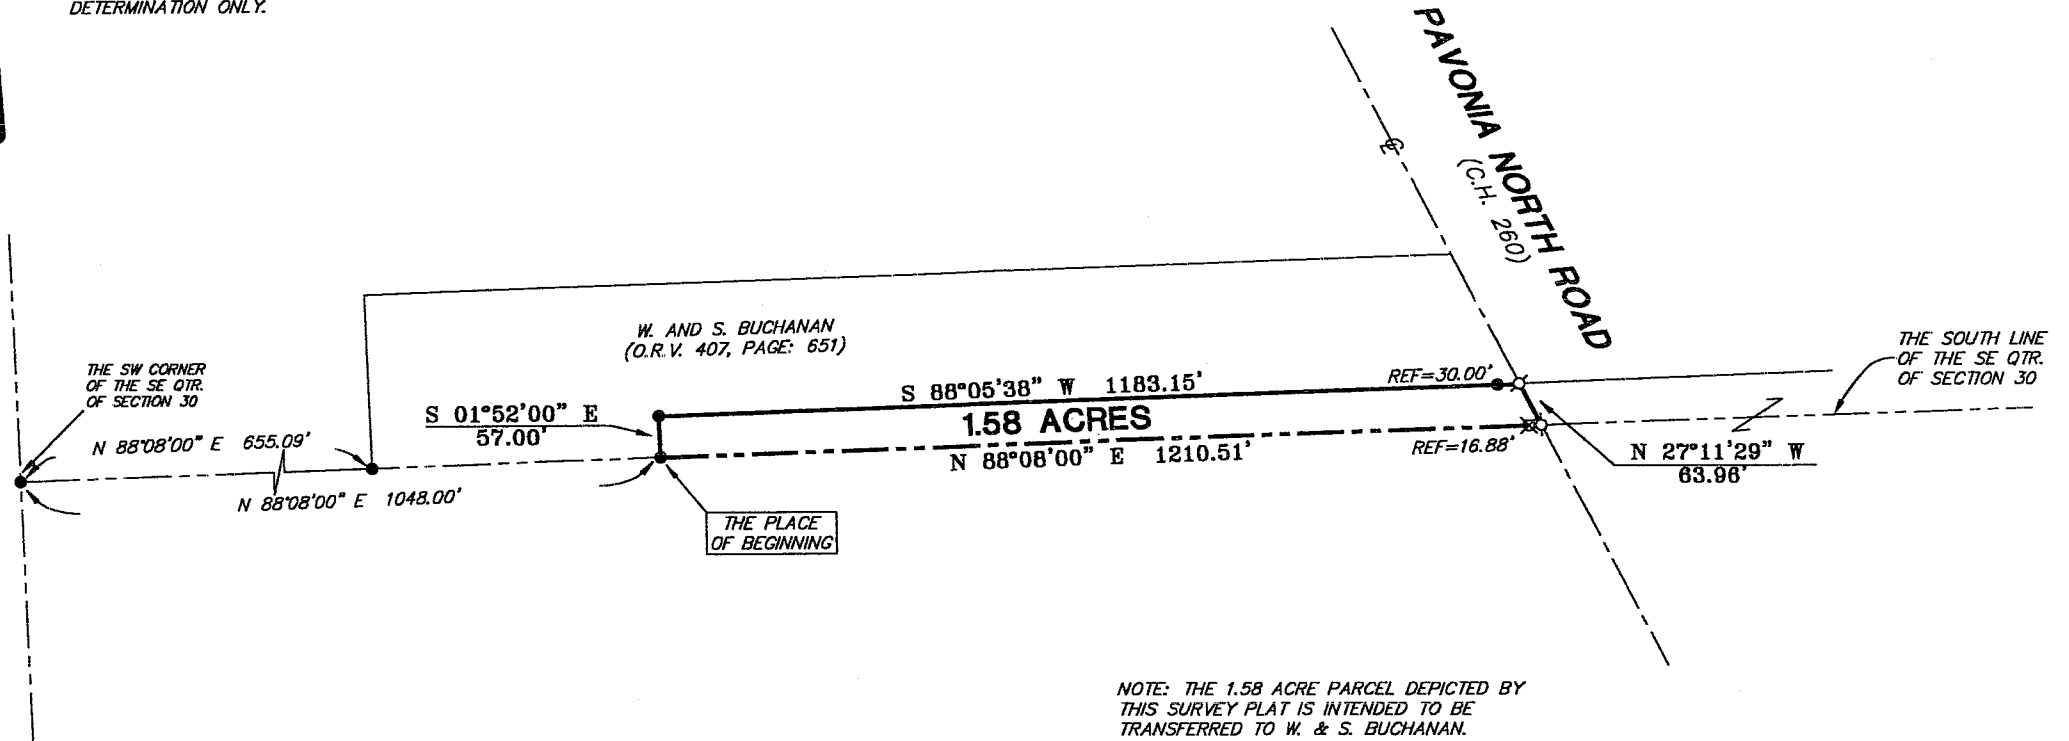 DETERMINATION ONLY.
PAVONIA NORTH ROAD
(C.H. 260)
W. AND S. BUCHANAN
(O.R.V. 407, PAGE: 651)
THE SW CORNER
OF THE SE QTR.
OF SECTION 30
N 88°08'00" E 655.09'
N 88°08'00" E 1048.00'
S 01°52'00" E
57.00'
S 88°05'38" W 1183.15'
REF=30.00'
1.58 ACRES
N 88°08'00" E 1210.51'
REF=16.88'
N 27°11'29" W
63.96'
THE SOUTH LINE
OF THE SE QTR.
OF SECTION 30
THE PLACE
OF BEGINNING
NOTE: THE 1.58 ACRE PARCEL DEPICTED BY
THIS SURVEY PLAT IS INTENDED TO BE
TRANSFERRED TO W. & S. BUCHANAN.